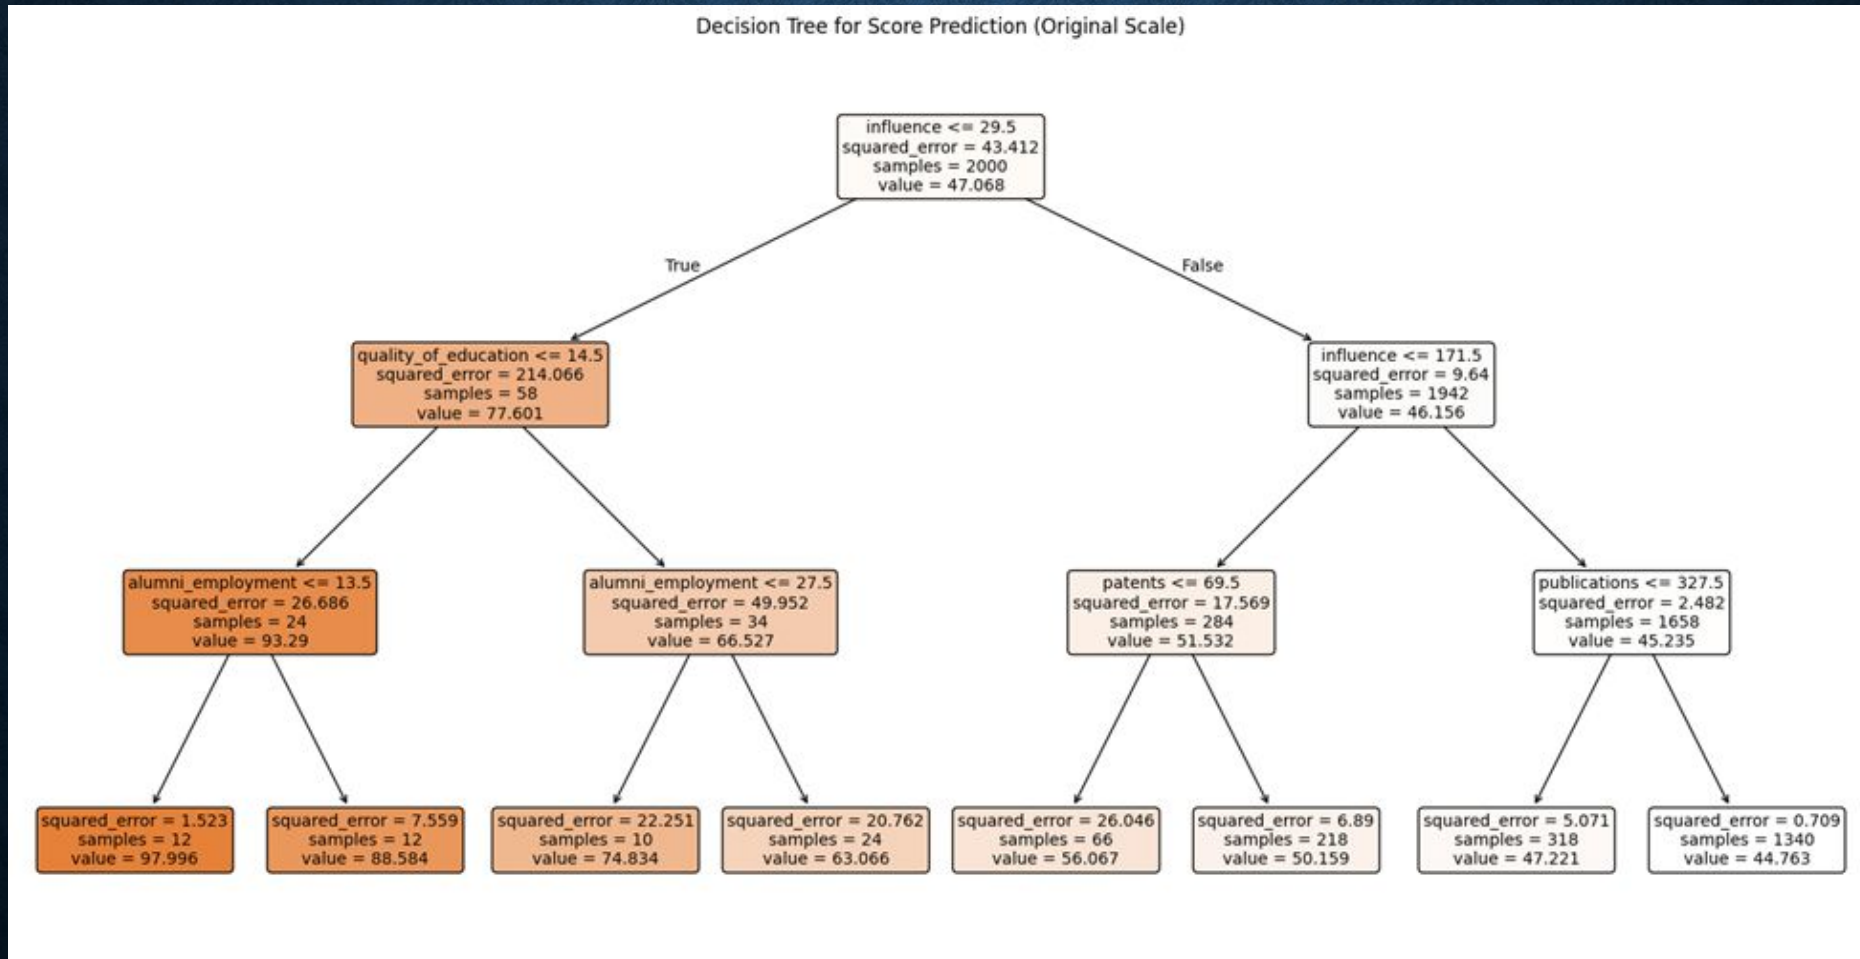 Decision Tree for Score Prediction (Original Scale)
influence <= 29.5
squared_error = 43.412
samples = 2000
value = 47.068
True
False
quality_of_education <= 14.5
squared_error = 214.066
samples = 58
value = 77.601
influence <= 171.5
squared_error = 9.64
samples = 1942
value = 46.156
alumni_employment <= 13.5
squared_error = 26.686
samples = 24
value = 93.29
alumni_employment <= 27.5
squared_error = 49.952
samples = 34
value = 66.527
patents <= 69.5
squared_error = 17.569
samples = 284
value = 51.532
publications <= 327.5
squared_error = 2.482
samples = 1658
value = 45.235
squared_error = 1.523
samples = 12
value = 97.996
squared_error = 7.559
samples = 12
value = 88.584
squared_error = 22.251
samples = 10
value = 74.834
squared_error = 20.762
samples = 24
value = 63.066
squared_error = 26.046
samples = 66
value = 56.067
squared_error = 6.89
samples = 218
value = 50.159
squared_error = 5.071
samples = 318
value = 47.221
squared_error = 0.709
samples = 1340
value = 44.763